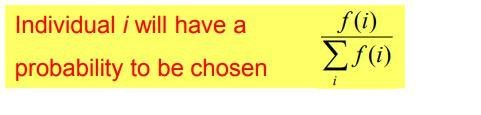 Individual i will have a
probability to be chosen
f(i)
∑ f(i)
i